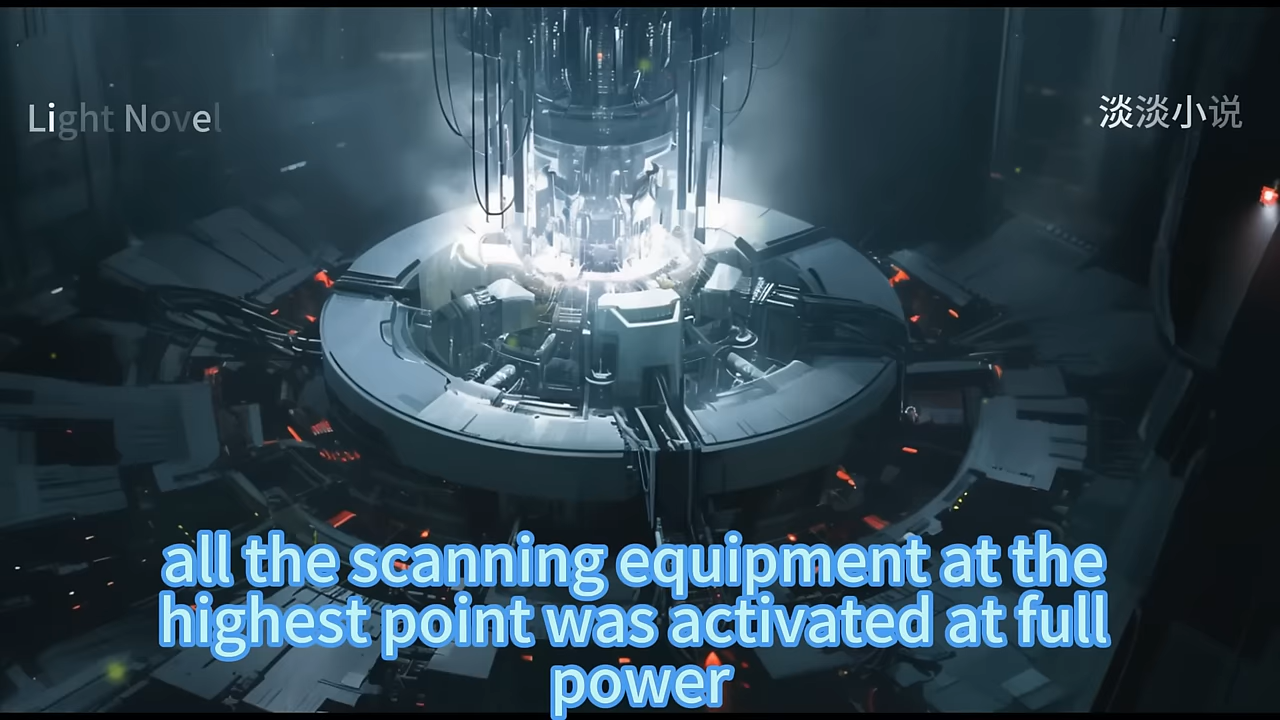 Light Novel
淡淡小说
all the scanning equipment at the
highest point was activated at full
power